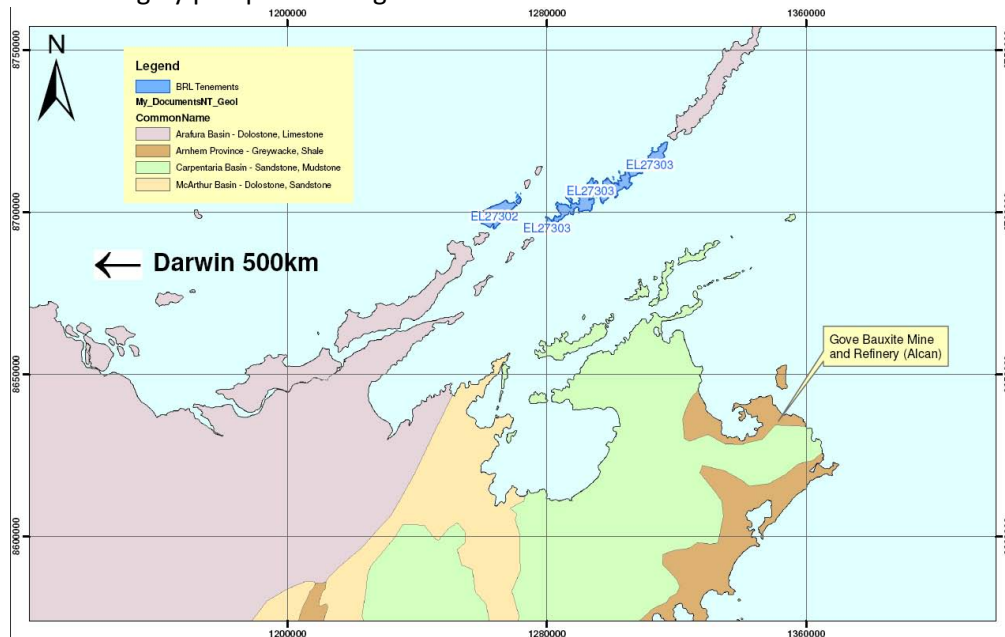 1200000
1280000
1360000
8750000
N
Legend
BRL Tenements
My_DocumentsNT_Geol
CommonName
Arafura Basin - Dolostone, Limestone
Arnhem Province - Greywacke, Shale
Carpentaria Basin - Sandstone, Mudstone
McArthur Basin - Dolostone, Sandstone
EL27303
EL27303
EL27302
EL27303
8700000
← Darwin 500km
Gove Bauxite Mine
and Refinery (Alcan)
8650000
8600000
1200000
1280000
1360000